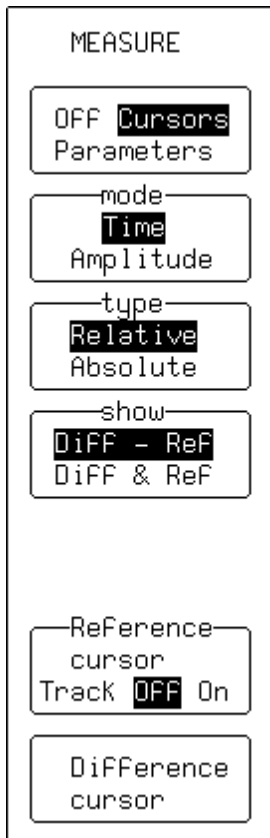 MEASURE
OFF Cursors
Parameters
mode
Time
Amplitude
type
Relative
Absolute
show
Diff - Ref
Diff & Ref
Reference
cursor
Track Off On
Difference
cursor